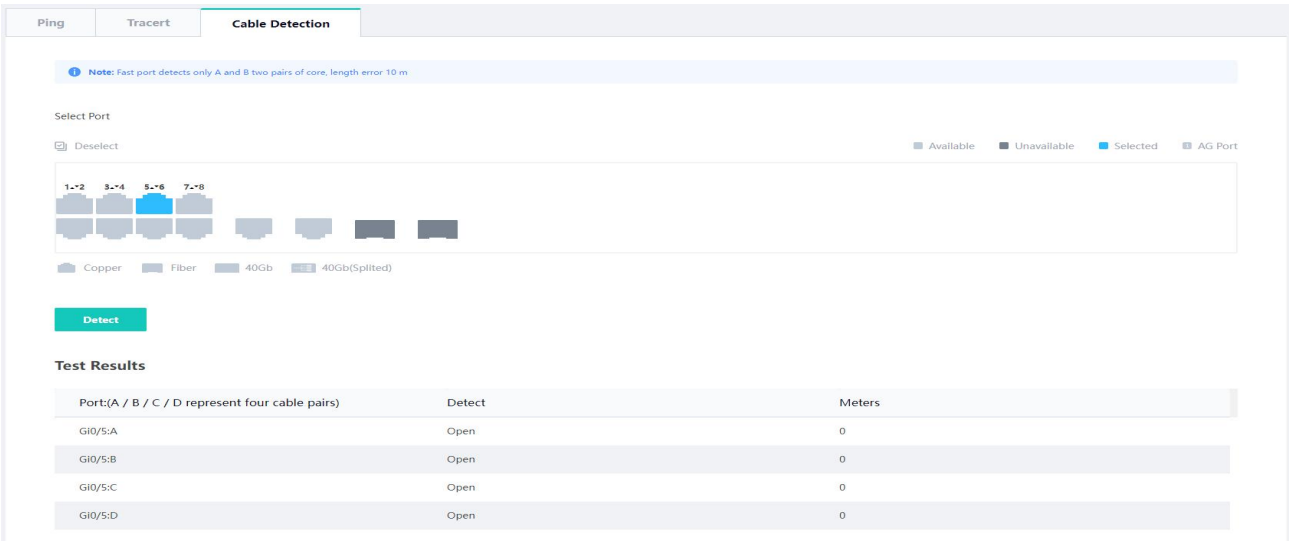 Ping Tracert Cable Detection
Note: Fast port detects only A and B two pairs of core, length error 10 m
Select Port
Deselect Available Unavailable Selected AG Port
1 2 3 4 5 6 7 8
Copper Fiber 40Gb 40Gb(Splited)
Detect
Test Results
Port:(A / B / C / D represent four cable pairs) Detect Meters
Gi0/5:A Open 0
Gi0/5:B Open 0
Gi0/5:C Open 0
Gi0/5:D Open 0